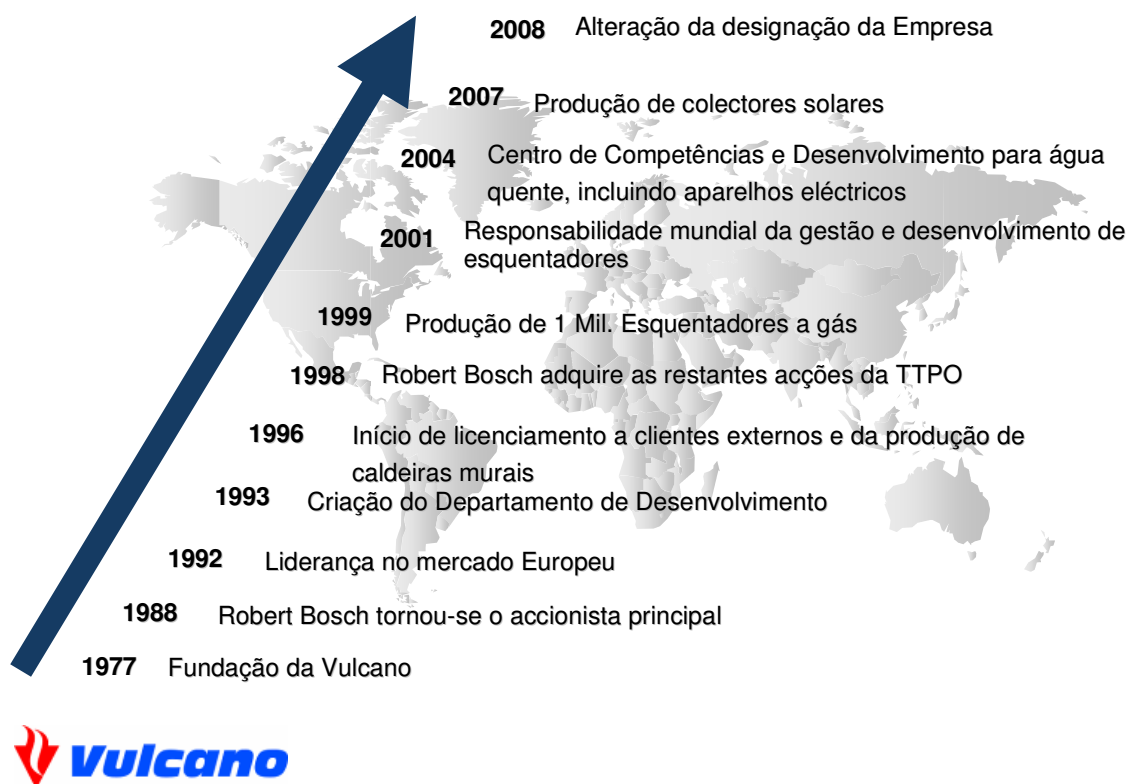 2008 Alteração da designação da Empresa
2007 Produção de colectores solares
2004 Centro de Competências e Desenvolvimento para água
quente, incluindo aparelhos eléctricos
2001 Responsabilidade mundial da gestão e desenvolvimento de
esquentadores
1999 Produção de 1 Mil. Esquentadores a gás
1998 Robert Bosch adquire as restantes acções da TTPO
1996 Início de licenciamento a clientes externos e da produção de
caldeiras murais
1993 Criação do Departamento de Desenvolvimento
1992 Liderança no mercado Europeu
1988 Robert Bosch tornou-se o accionista principal
1977 Fundação da Vulcano
Vulcano